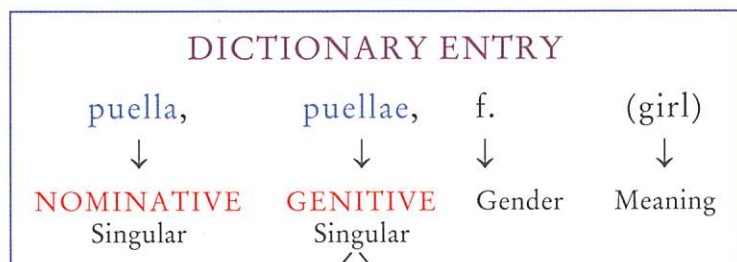 DICTIONARY ENTRY
puella, puellae, f. (girl)
↓ ↓ ↓ ↓
NOMINATIVE GENITIVE Gender Meaning
Singular Singular